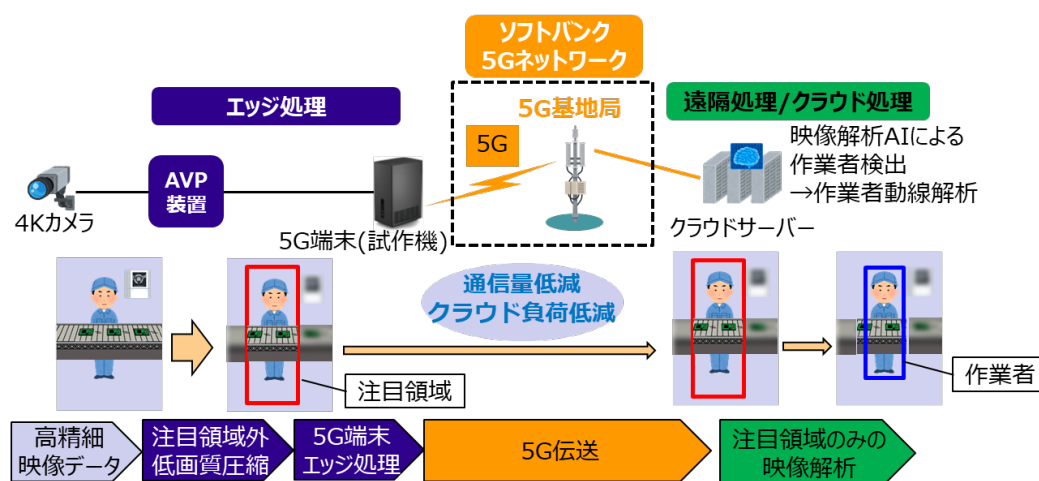 ソフトバンク
5Gネットワーク
エッジ処理
5G基地局
遠隔処理/クラウド処理
5G
映像解析AIによる
作業者検出
→作業者動線解析
AVP
装置
4Kカメラ
5G端末(試作機)
クラウドサーバー
通信量低減
クラウド負荷低減
注目領域
作業者
高精細
映像データ
注目領域外
低画質圧縮
5G端末
エッジ処理
5G伝送
注目領域のみの
映像解析